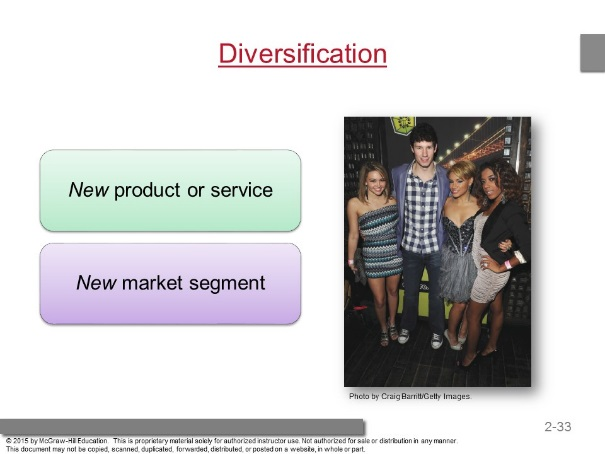 Diversification
New product or service
New market segment
Photo by Craig Barritt/Getty Images.
2-33
© 2015 by McGraw-Hill Education. This is proprietary material solely for authorized instructor use. Not authorized for sale or distribution in any manner.
This document may not be copied, scanned, duplicated, forwarded, distributed, or posted on a website, in whole or part.